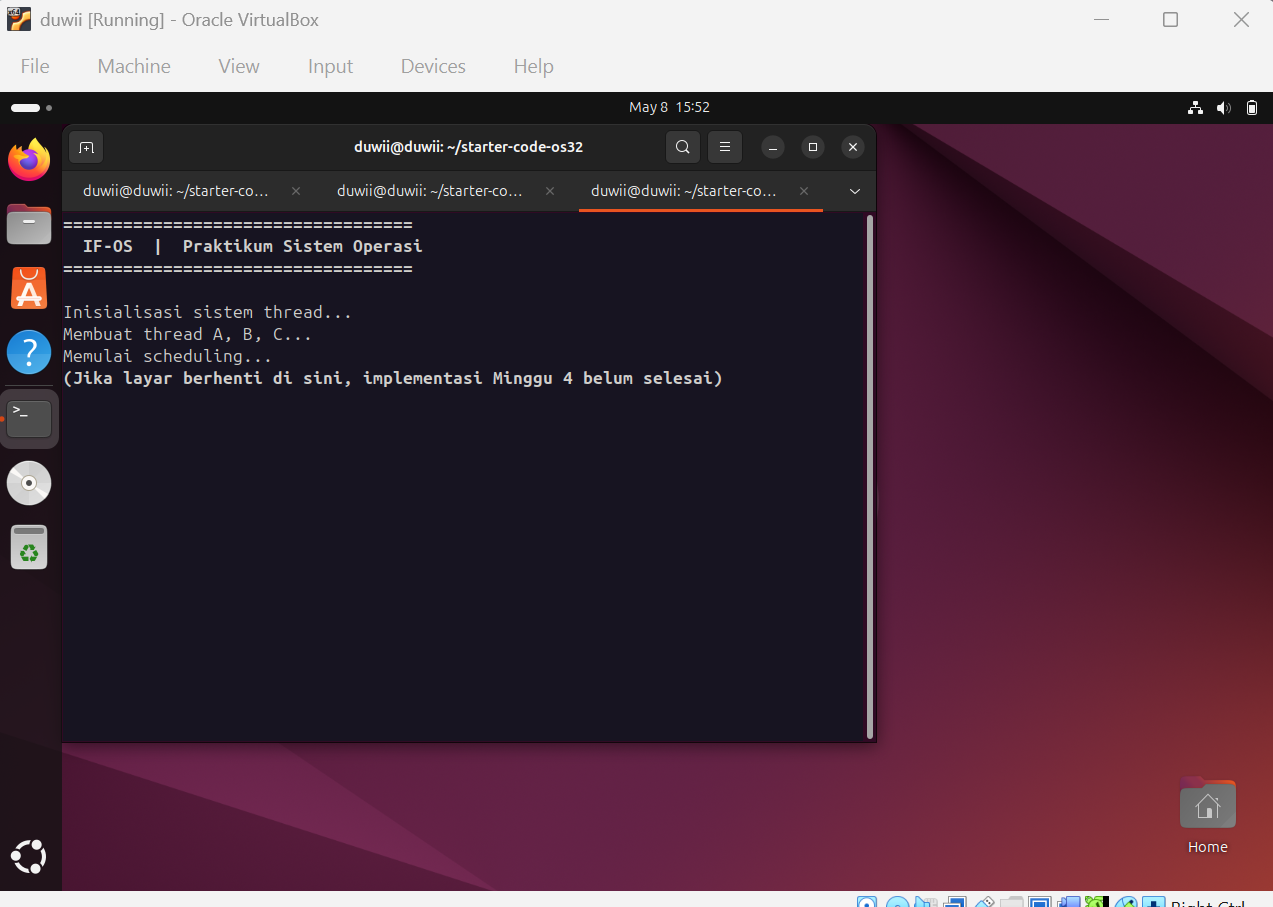 duwii [Running] - Oracle VirtualBox
File Machine View Input Devices Help
May 8 15:52
duwii@duwii: ~/starter-code-os32
duwii@duwii: ~/starter-co... duwii@duwii: ~/starter-co... duwii@duwii: ~/starter-co...
===================================
IF-OS | Praktikum Sistem Operasi
===================================
Inisialisasi sistem thread...
Membuat thread A, B, C...
Memulai scheduling...
(Jika layar berhenti di sini, implementasi Minggu 4 belum selesai)
Home
Right Ctrl